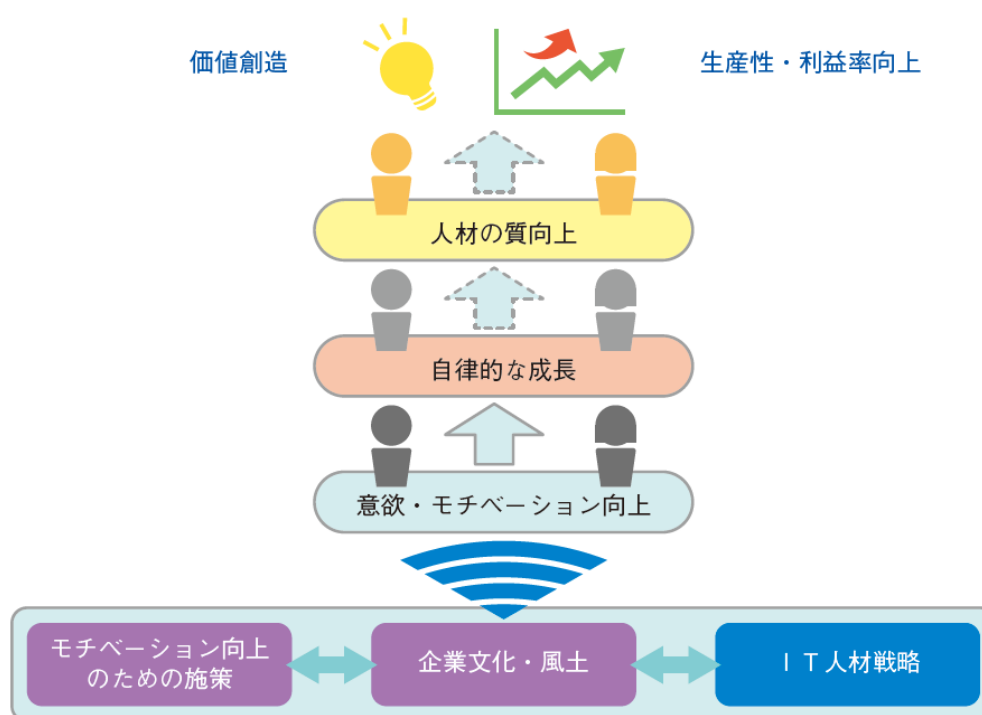 価値創造
生産性・利益率向上
人材の質向上
自律的な成長
意欲・モチベーション向上
モチベーション向上
のための施策
企業文化・風土
ＩＴ人材戦略